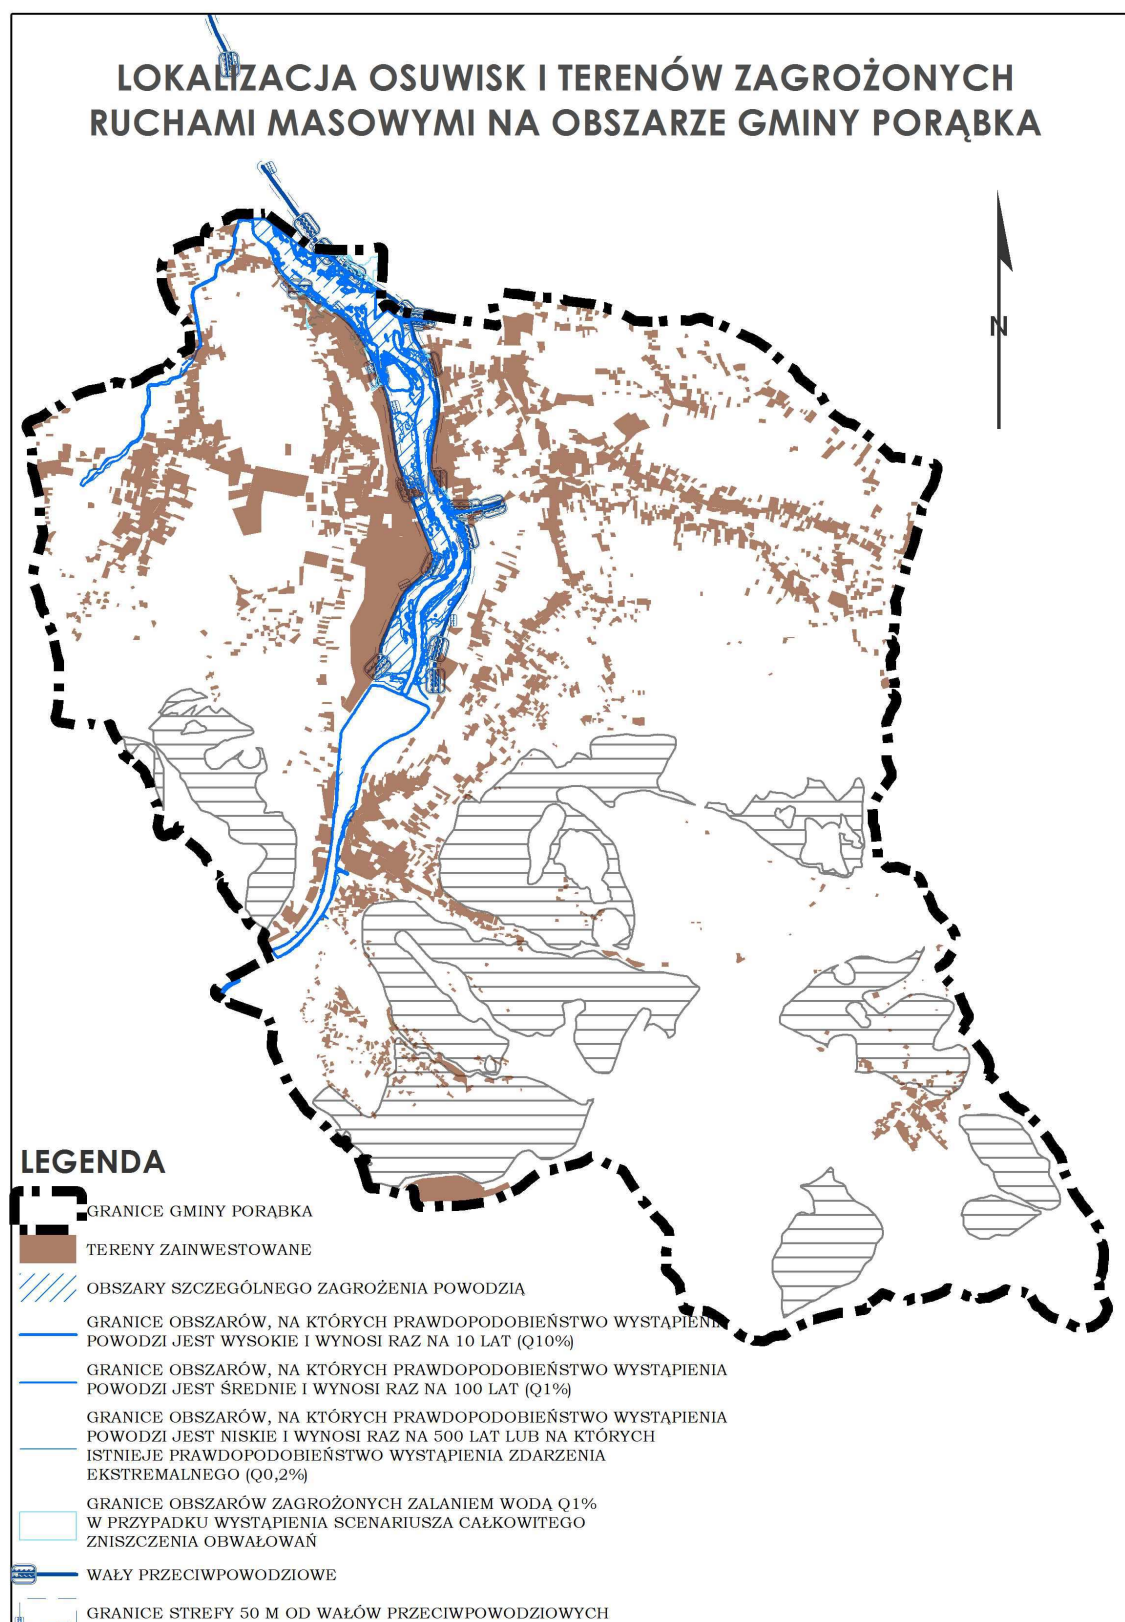 LOKALIZACJA OSUWISK I TERENÓW ZAGROŻONYCH
RUCHAMI MASOWYMI NA OBSZARZE GMINY PORĄBKA
N
LEGENDA
GRANICE GMINY PORĄBKA
TERENY ZAINWESTOWANE
OBSZARY SZCZEGÓLNEGO ZAGROŻENIA POWODZIĄ
GRANICE OBSZARÓW, NA KTÓRYCH PRAWDOPODOBIEŃSTWO WYSTĄPIENIA
POWODZI JEST WYSOKIE I WYNOSI RAZ NA 10 LAT (Q10%)
GRANICE OBSZARÓW, NA KTÓRYCH PRAWDOPODOBIEŃSTWO WYSTĄPIENIA
POWODZI JEST ŚREDNIE I WYNOSI RAZ NA 100 LAT (Q1%)
GRANICE OBSZARÓW, NA KTÓRYCH PRAWDOPODOBIEŃSTWO WYSTĄPIENIA
POWODZI JEST NISKIE I WYNOSI RAZ NA 500 LAT LUB NA KTÓRYCH
ISTNIEJE PRAWDOPODOBIEŃSTWO WYSTĄPIENIA ZDARZENIA
EKSTREMALNEGO (Q0,2%)
GRANICE OBSZARÓW ZAGROŻONYCH ZALANIEM WODĄ Q1%
W PRZYPADKU WYSTĄPIENIA SCENARIUSZA CAŁKOWITEGO
ZNISZCZENIA OBWAŁOWAŃ
WAŁY PRZECIWPOWODZIOWE
GRANICE STREFY 50 M OD WAŁÓW PRZECIWPOWODZIOWYCH